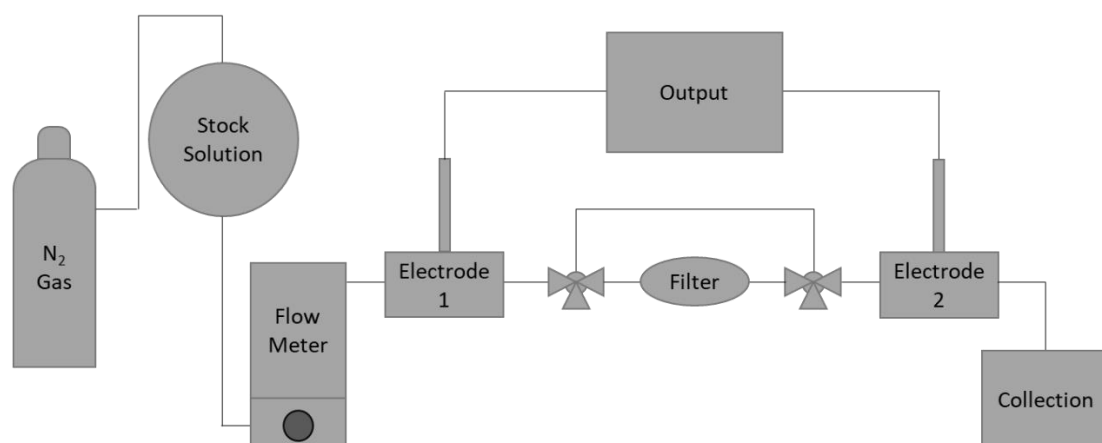 N₂
Gas
Stock
Solution
Flow
Meter
Electrode
1
Output
Filter
Electrode
2
Collection